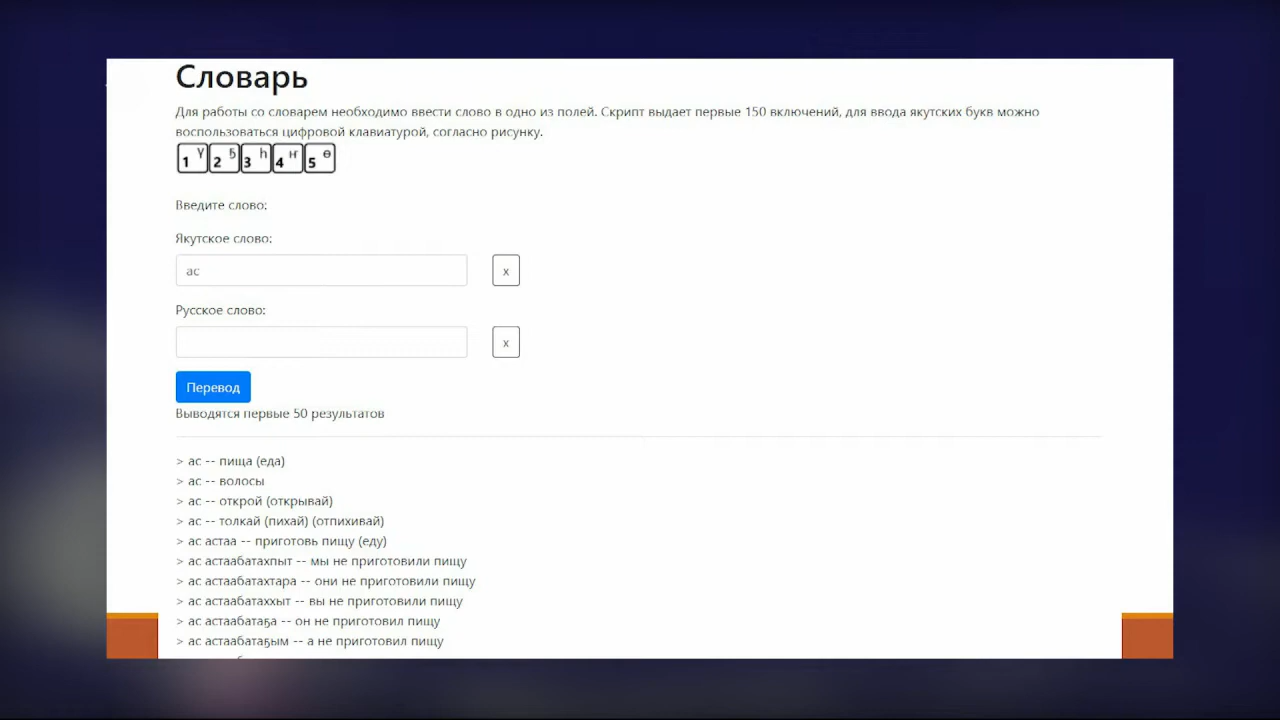 Словарь
Для работы со словарем необходимо ввести слово в одно из полей. Скрипт выдает первые 150 включений, для ввода якутских букв можно
воспользоваться цифровой клавиатурой, согласно рисунку.
1 ү 2 ҕ 3 һ 4 ҥ 5 ө
Введите слово:
Якутское слово:
ас x
Русское слово:
x
Перевод
Выводятся первые 50 результатов
> ас -- пища (еда)
> ас -- волосы
> ас -- открой (открывай)
> ас -- толкай (пихай) (отпихивай)
> ас астаа -- приготовь пищу (еду)
> ас астаабатахпыт -- мы не приготовили пищу
> ас астаабатахтара -- они не приготовили пищу
> ас астаабатаххыт -- вы не приготовили пищу
> ас астаабатаҕа -- он не приготовил пищу
> ас астаабатаҕым -- а не приготовил пищу